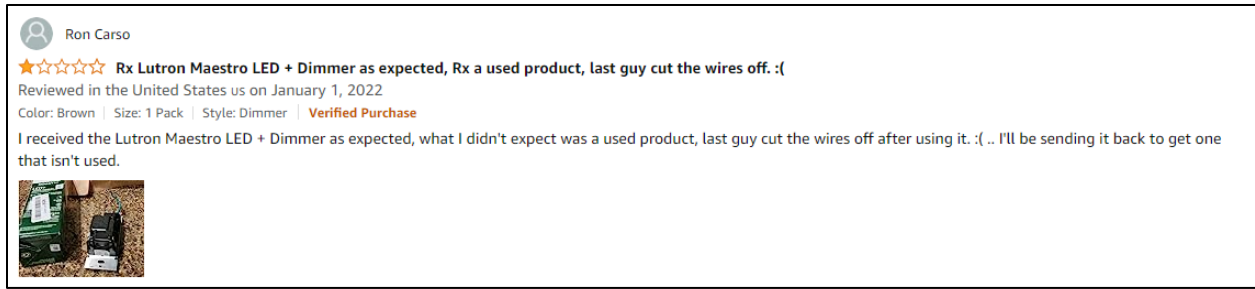 Ron Carso
Rx Lutron Maestro LED + Dimmer as expected, Rx a used product, last guy cut the wires off. :(
Reviewed in the United States us on January 1, 2022
Color: Brown | Size: 1 Pack | Style: Dimmer | Verified Purchase
I received the Lutron Maestro LED + Dimmer as expected, what I didn't expect was a used product, last guy cut the wires off after using it. :( .. I'll be sending it back to get one
that isn't used.